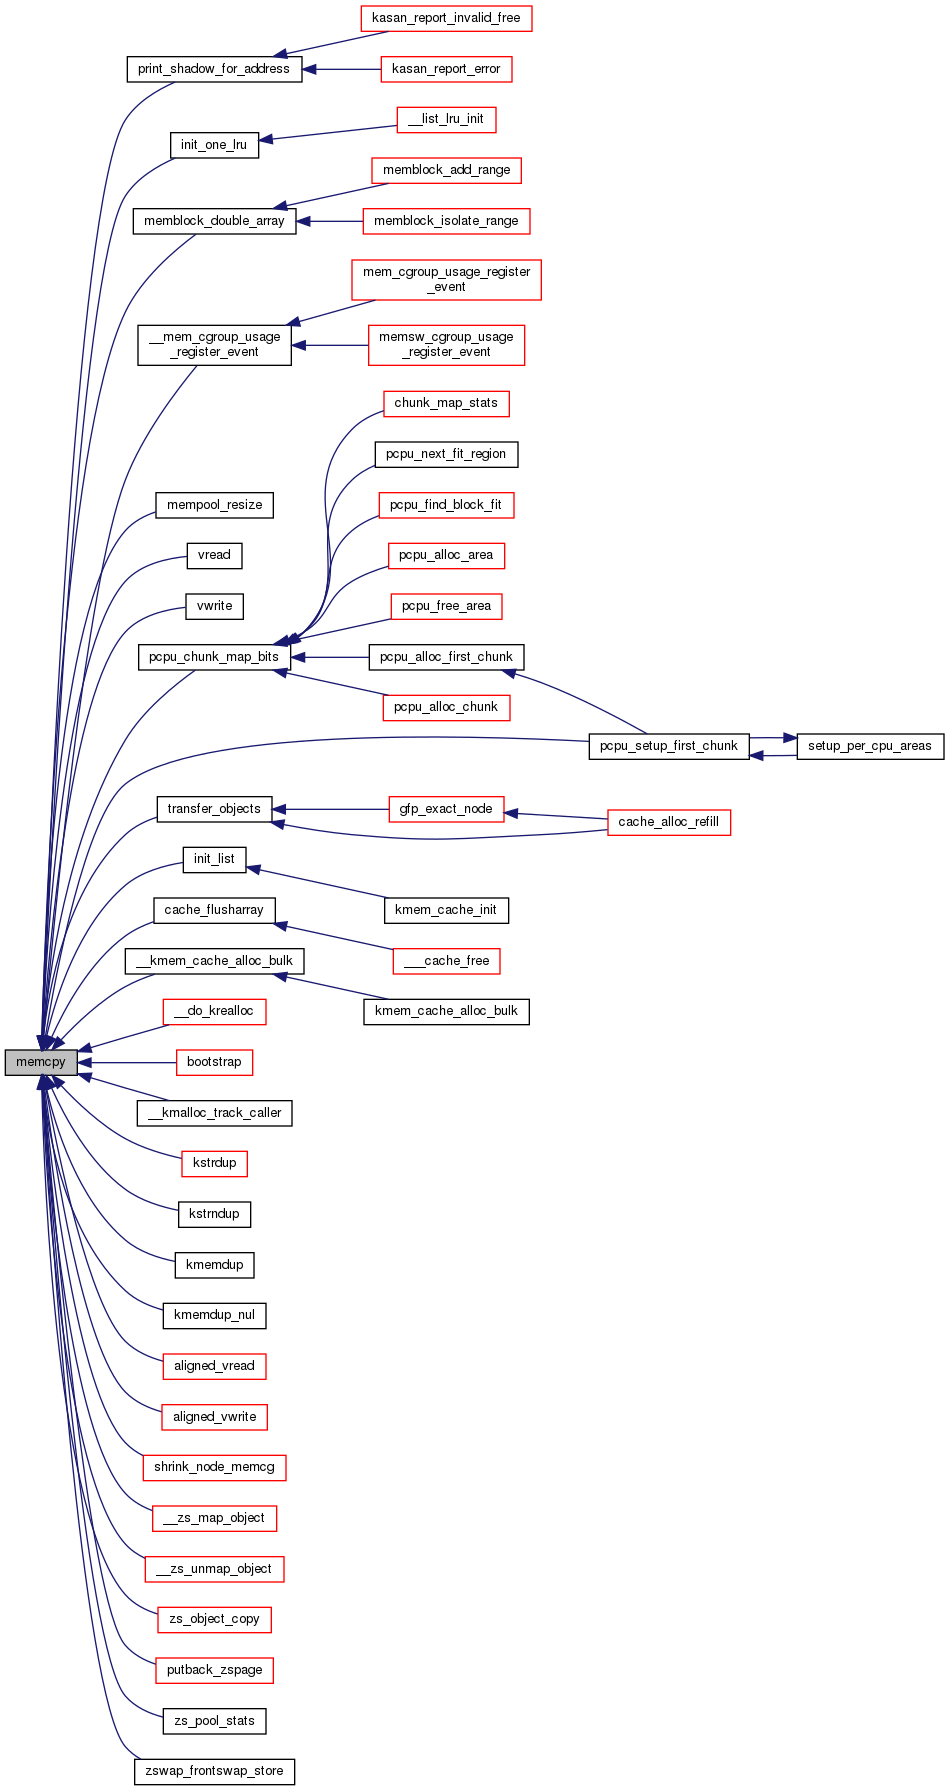 kasan_report_invalid_free
print_shadow_for_address
kasan_report_error
__list_lru_init
init_one_lru
memblock_add_range
memblock_double_array
memblock_isolate_range
mem_cgroup_usage_register
_event
__mem_cgroup_usage
_register_event
memsw_cgroup_usage
_register_event
chunk_map_stats
pcpu_next_fit_region
mempool_resize
pcpu_find_block_fit
vread
pcpu_alloc_area
vwrite
pcpu_free_area
pcpu_chunk_map_bits
pcpu_alloc_first_chunk
pcpu_alloc_chunk
pcpu_setup_first_chunk
setup_per_cpu_areas
transfer_objects
gfp_exact_node
cache_alloc_refill
init_list
kmem_cache_init
cache_flusharray
___cache_free
__kmem_cache_alloc_bulk
kmem_cache_alloc_bulk
__do_krealloc
memcpy
bootstrap
__kmalloc_track_caller
kstrdup
kstrndup
kmemdup
kmemdup_nul
aligned_vread
aligned_vwrite
shrink_node_memcg
__zs_map_object
__zs_unmap_object
zs_object_copy
putback_zspage
zs_pool_stats
zswap_frontswap_store